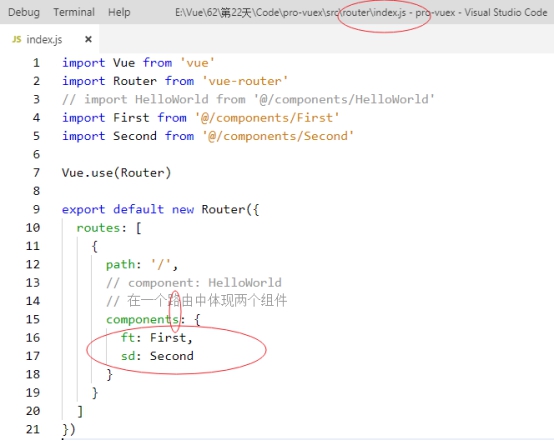 Debug Terminal Help E:\Vue\62\第22天\Code\pro-vuex\src\router\index.js - pro-vuex - Visual Studio Code
JS index.js ×
1 import Vue from 'vue'
2 import Router from 'vue-router'
3 // import HelloWorld from '@/components/HelloWorld'
4 import First from '@/components/First'
5 import Second from '@/components/Second'
6
7 Vue.use(Router)
8
9 export default new Router({
10 routes: [
11 {
12 path: '/',
13 // component: HelloWorld
14 // 在一个路由中体现两个组件
15 components: {
16 ft: First,
17 sd: Second
18 }
19 }
20 ]
21 })